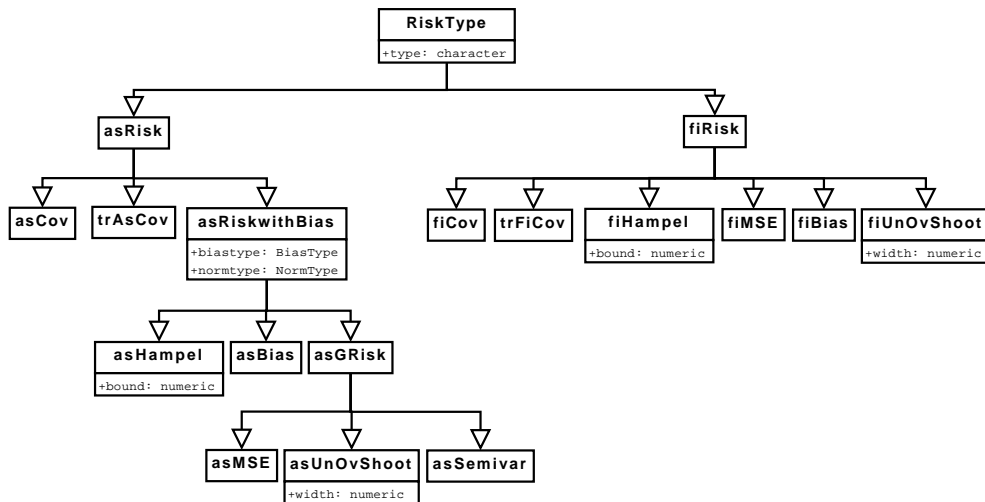 RiskType
+type: character
asRisk
fiRisk
asCov
trAsCov
asRiskwithBias
+biastype: BiasType
+normtype: NormType
fiCov
trFiCov
fiHampel
+bound: numeric
fiMSE
fiBias
fiUnOvShoot
+width: numeric
asHampel
+bound: numeric
asBias
asGRisk
asMSE
asUnOvShoot
+width: numeric
asSemivar